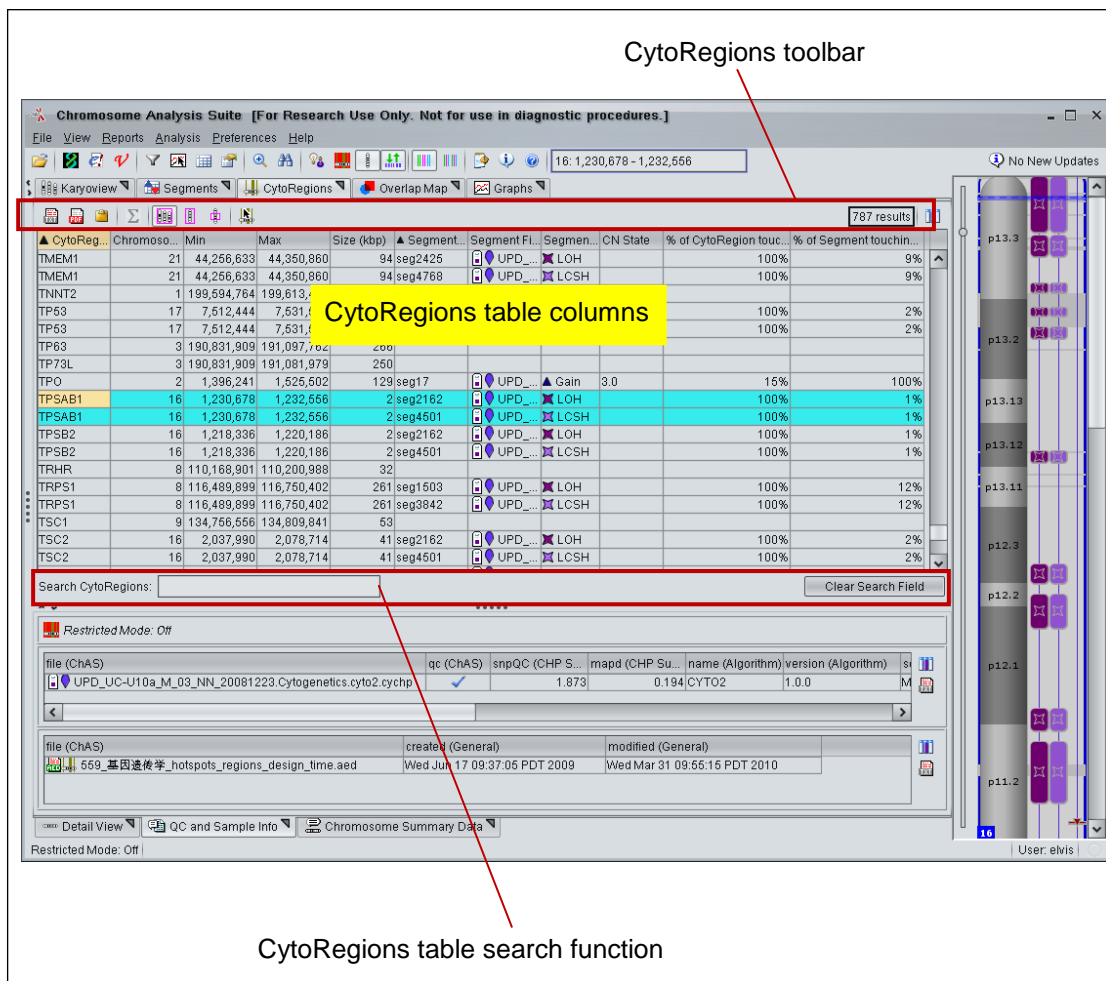 CytoRegions toolbar
Chromosome Analysis Suite [For Research Use Only. Not for use in diagnostic procedures.]
File View Reports Analysis Preferences Help
16: 1,230,678 - 1,232,556 No New Updates
Karyoview Segments CytoRegions Overlap Map Graphs
787 results
▲ CytoReg... Chromoso... Min Max Size (kbp) ▲ Segment... Segment Fi... Segmen... CN State % of CytoRegion touc... % of Segment touchin...
TMEM1 21 44,256,633 44,350,860 94 seg2425 UPD_... LOH 100% 9%
TMEM1 21 44,256,633 44,350,860 94 seg4768 UPD_... LCSH 100% 9%
TNNT2 1 199,594,764
TP53 17 7,512,444 100% 2%
TP53 17 7,512,444 100% 2%
CytoRegions table columns
TP63 3 190,831,909 191,097,762 266
TP73L 3 190,831,909 191,081,979 250
TPO 2 1,396,241 1,525,502 129 seg17 UPD_... Gain 3.0 15% 100%
TPSAB1 16 1,230,678 1,232,556 2 seg2162 UPD_... LOH 100% 1%
TPSAB1 16 1,230,678 1,232,556 2 seg4501 UPD_... LCSH 100% 1%
TPSB2 16 1,218,336 1,220,186 2 seg2162 UPD_... LOH 100% 1%
TPSB2 16 1,218,336 1,220,186 2 seg4501 UPD_... LCSH 100% 1%
TRHR 8 110,168,901 110,200,988 32
TRPS1 8 116,489,899 116,750,402 261 seg1503 UPD_... LOH 100% 12%
TRPS1 8 116,489,899 116,750,402 261 seg3842 UPD_... LCSH 100% 12%
TSC1 9 134,756,556 134,809,841 53
TSC2 16 2,037,990 2,078,714 41 seg2162 UPD_... LOH 100% 2%
TSC2 16 2,037,990 2,078,714 41 seg4501 UPD_... LCSH 100% 2%
Search CytoRegions: Clear Search Field
Restricted Mode: Off
file (ChAS) qc (ChAS) snpQC (CHP S... mapd (CHP Su... name (Algorithm) version (Algorithm)
UPD_UC-U10a_M_03_NN_20081223.Cytogenetics.cyto2.cychp 1.873 0.194 CYTO2 1.0.0
file (ChAS) created (General) modified (General)
559_基因遗传学_hotspots_regions_design_time.aed Wed Jun 17 09:37:05 PDT 2009 Wed Mar 31 09:55:15 PDT 2010
Detail View QC and Sample Info Chromosome Summary Data
Restricted Mode: Off User: elvis
p13.3
p13.2
p13.13
p13.12
p13.11
p12.3
p12.2
p12.1
p11.2
16
CytoRegions table search function